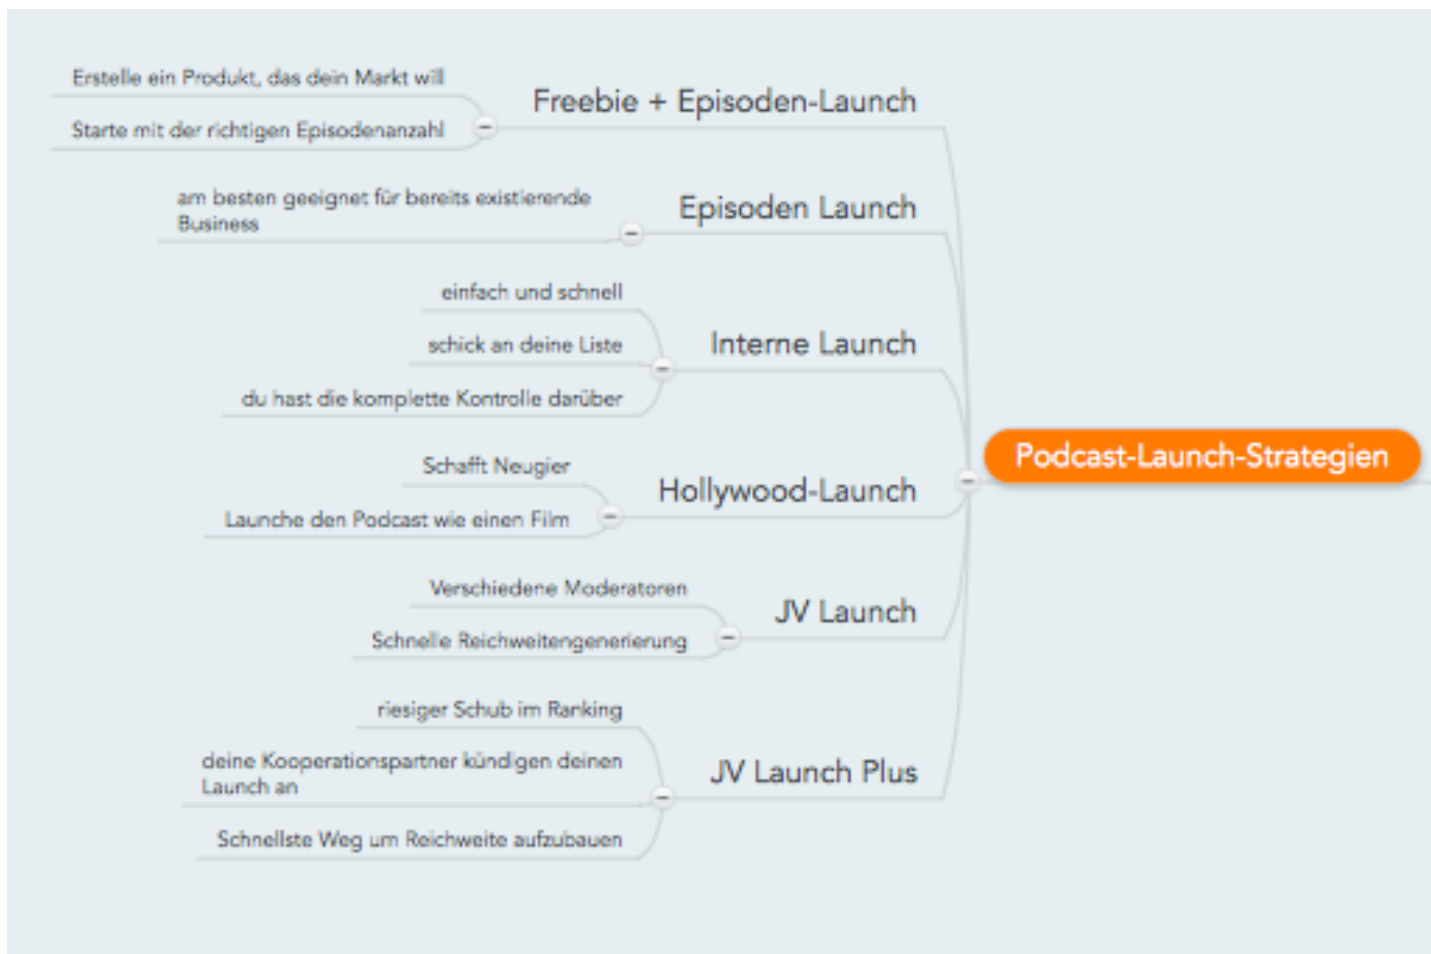 Erstelle ein Produkt, das dein Markt will
Starte mit der richtigen Episodenanzahl
Freebie + Episoden-Launch
am besten geeignet für bereits existierende
Business
Episoden Launch
einfach und schnell
schick an deine Liste
du hast die komplette Kontrolle darüber
Interne Launch
Podcast-Launch-Strategien
Schafft Neugier
Launche den Podcast wie einen Film
Hollywood-Launch
Verschiedene Moderatoren
Schnelle Reichweitengenerierung
JV Launch
riesiger Schub im Ranking
deine Kooperationspartner kündigen deinen
Launch an
Schnellste Weg um Reichweite aufzubauen
JV Launch Plus